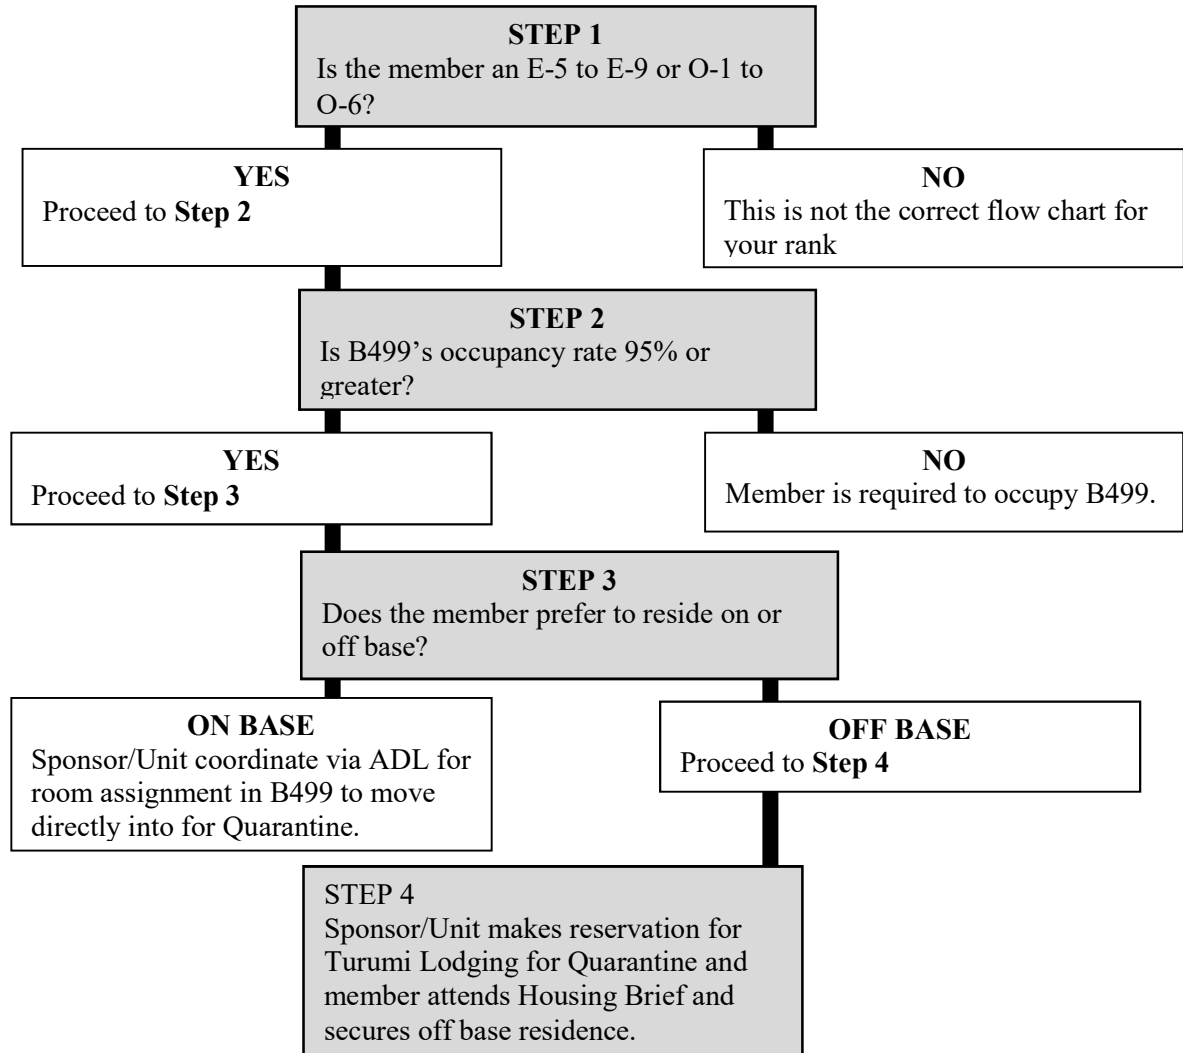 STEP 1
Is the member an E-5 to E-9 or O-1 to
O-6?
YES
Proceed to Step 2
NO
This is not the correct flow chart for
your rank
STEP 2
Is B499’s occupancy rate 95% or
greater?
YES
Proceed to Step 3
NO
Member is required to occupy B499.
STEP 3
Does the member prefer to reside on or
off base?
ON BASE
Sponsor/Unit coordinate via ADL for
room assignment in B499 to move
directly into for Quarantine.
OFF BASE
Proceed to Step 4
STEP 4
Sponsor/Unit makes reservation for
Turumi Lodging for Quarantine and
member attends Housing Brief and
secures off base residence.